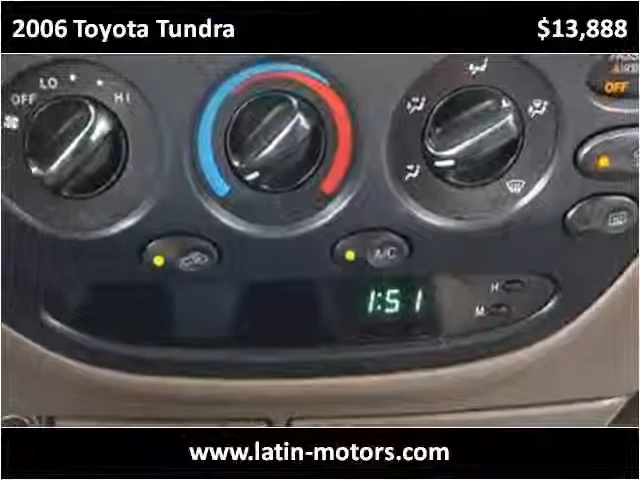 2006 Toyota Tundra $13,888
LO
OFF HI
OFF
A/C
1:51
H
M
www.latin-motors.com